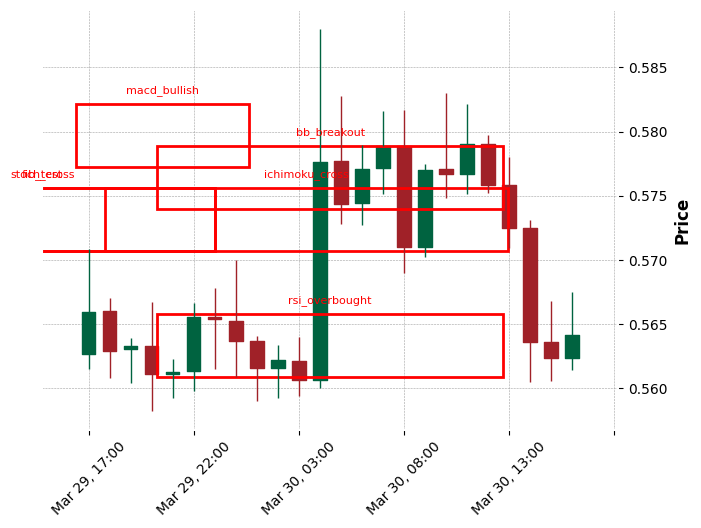 0.585
macd_bullish
0.580
bb_breakout
0.575
0.570
rsi_overbought
0.565
0.560
Price
Mar 29, 17:00
Mar 29, 22:00
Mar 30, 03:00
Mar 30, 08:00
Mar 30, 13:00